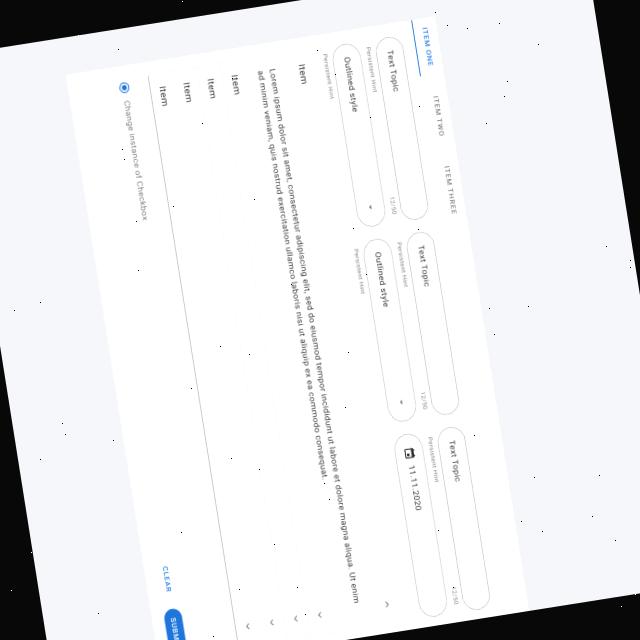 ITEM ONE
ITEM TWO
ITEM THREE
Text Topic
Text Topic
Text Topic
Persistent Hint
12/50
Persistent Hint
12/50
Persistent Hint
12/50
Outlined style
Outlined style
11.11.2020
Persistent Hint
Persistent Hint
Item
Lorem ipsum dolor sit amet, consectetur adipiscing elit, sed do eiusmod tempor incididunt ut labore et dolore magna aliqua. Ut enim
ad minim veniam, quis nostrud exercitation ullamco laboris nisi ut aliquip ex ea commodo consequat.
Item
Item
Item
Item
Change instance of Checkbox
CLEAR